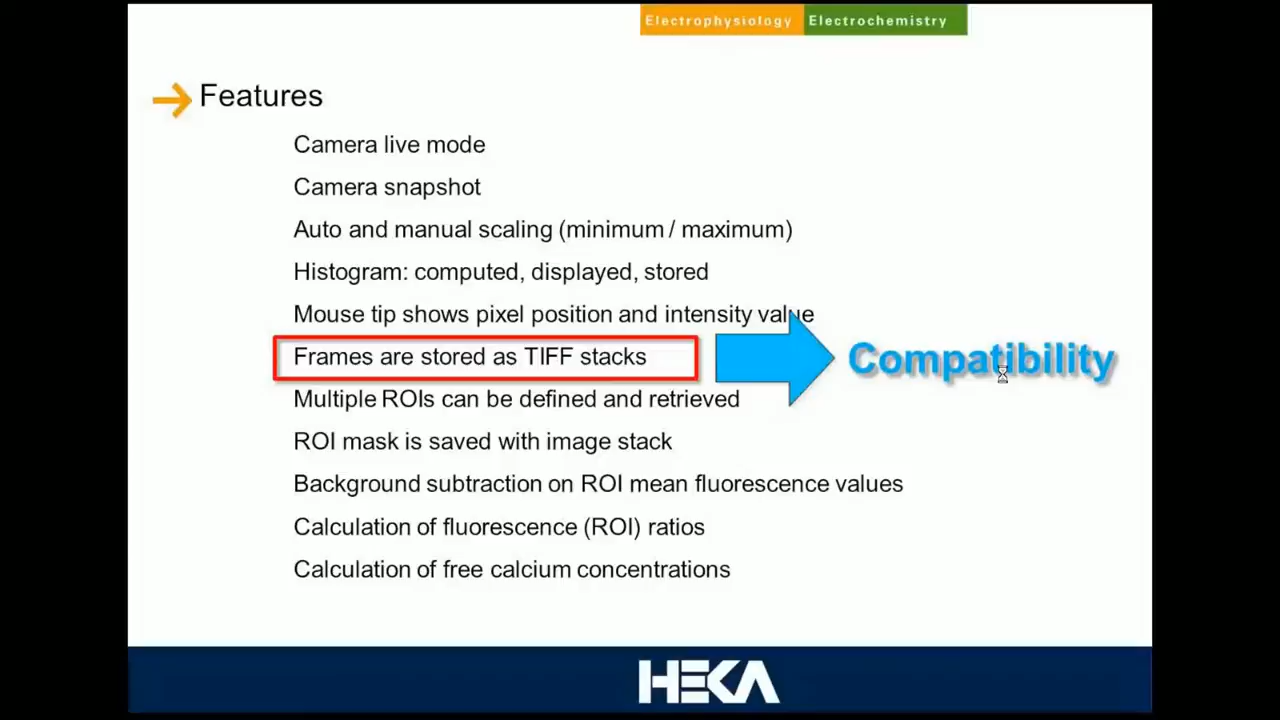 Electrophysiology Electrochemistry
Features
Camera live mode
Camera snapshot
Auto and manual scaling (minimum / maximum)
Histogram: computed, displayed, stored
Mouse tip shows pixel position and intensity value
Frames are stored as TIFF stacks
Compatibility
Multiple ROIs can be defined and retrieved
ROI mask is saved with image stack
Background subtraction on ROI mean fluorescence values
Calculation of fluorescence (ROI) ratios
Calculation of free calcium concentrations
HEKA